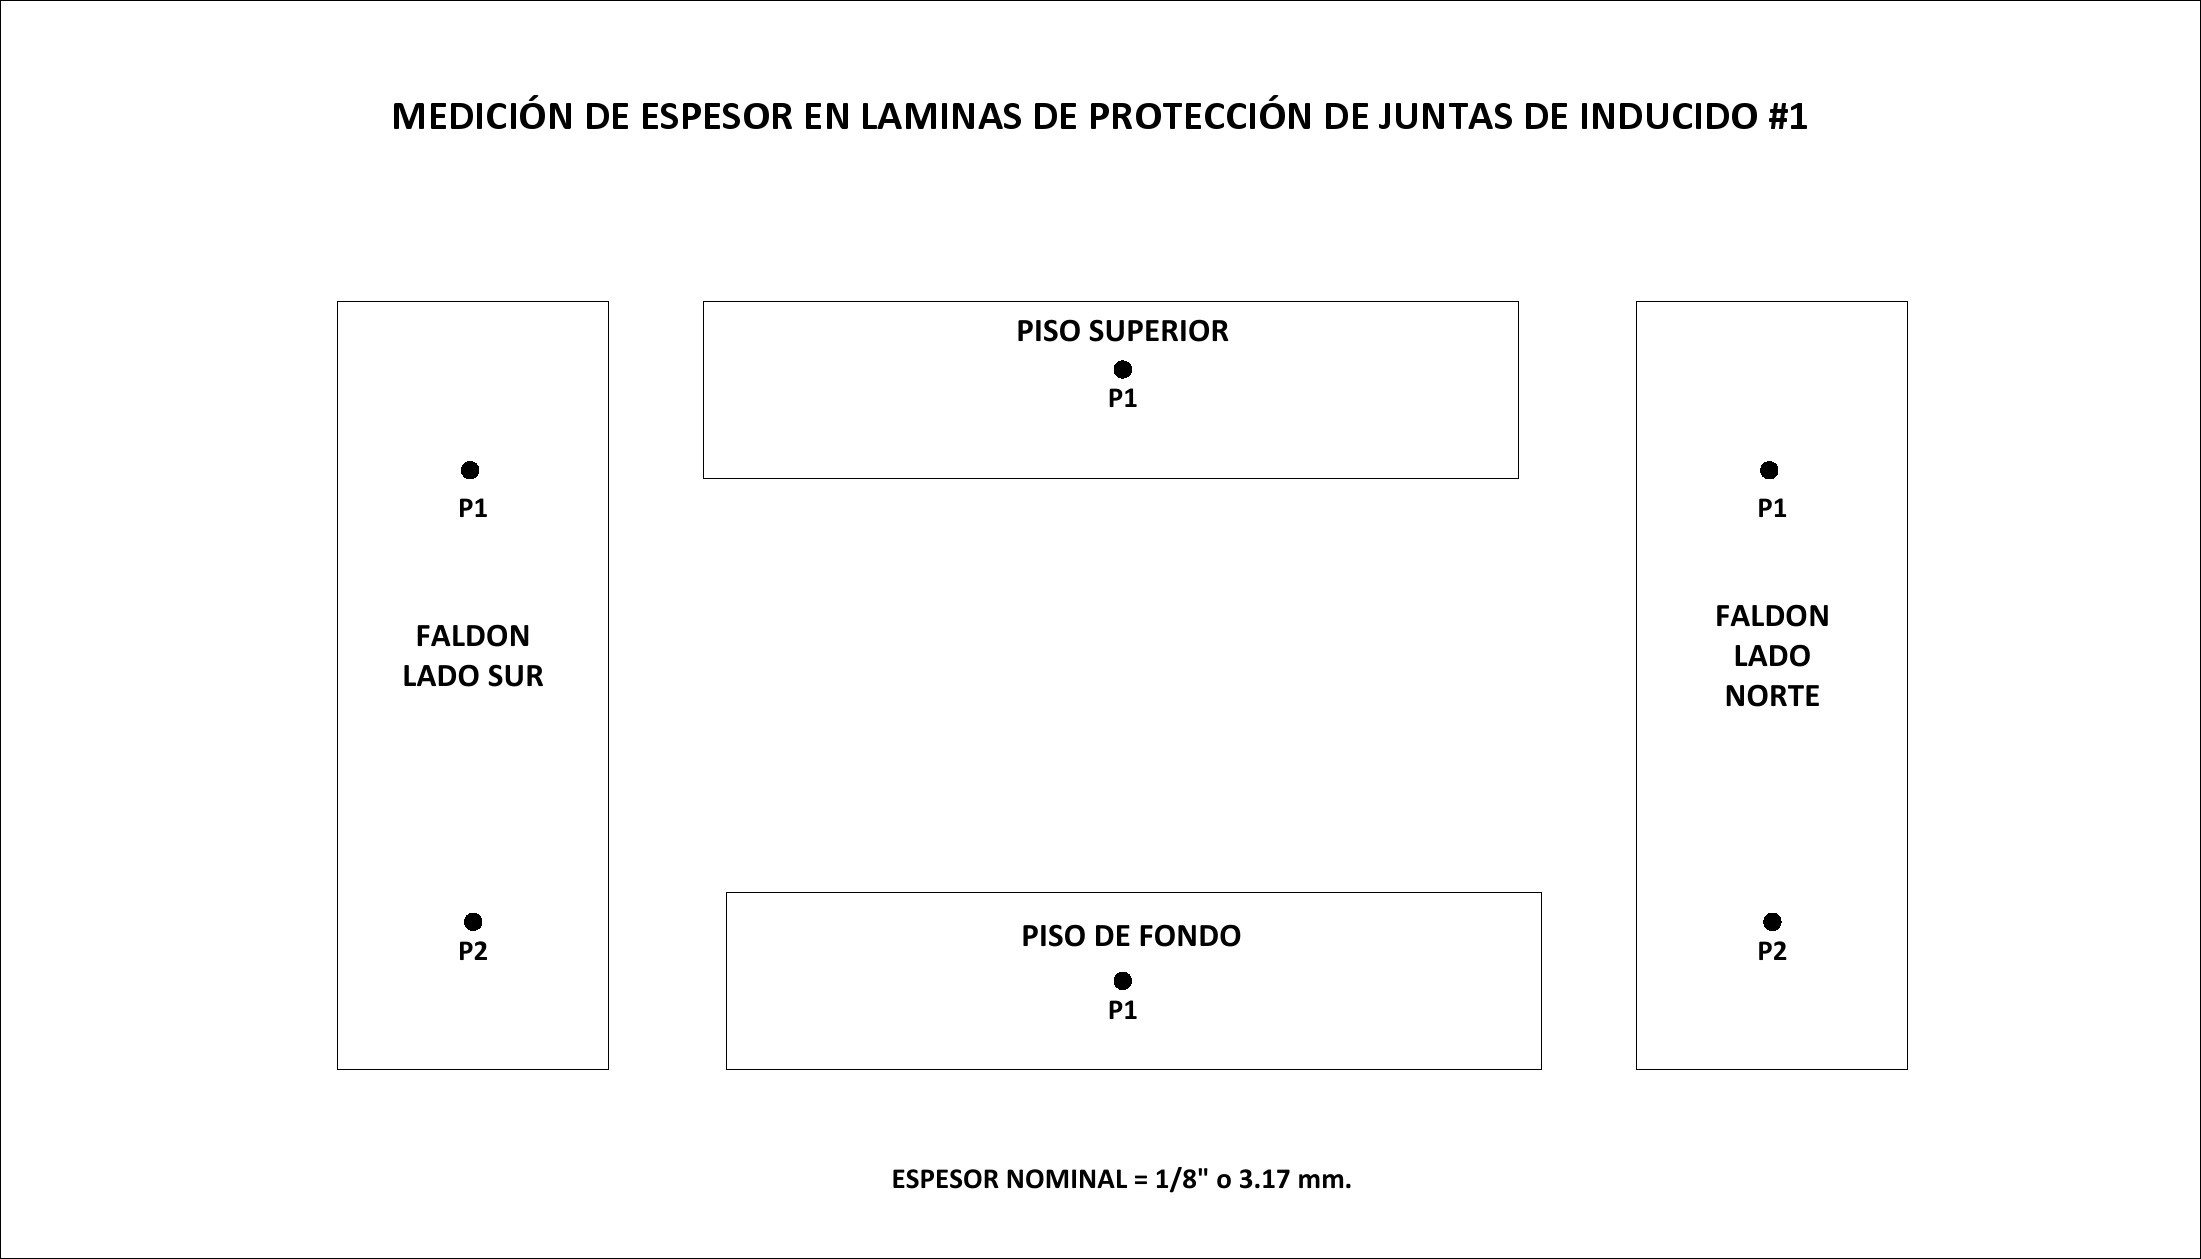 MEDICIÓN DE ESPESOR EN LAMINAS DE PROTECCIÓN DE JUNTAS DE INDUCIDO #1
PISO SUPERIOR
P1
P1
FALDON
LADO SUR
P2
P1
FALDON
LADO
NORTE
P2
PISO DE FONDO
P1
ESPESOR NOMINAL = 1/8" o 3.17 mm.